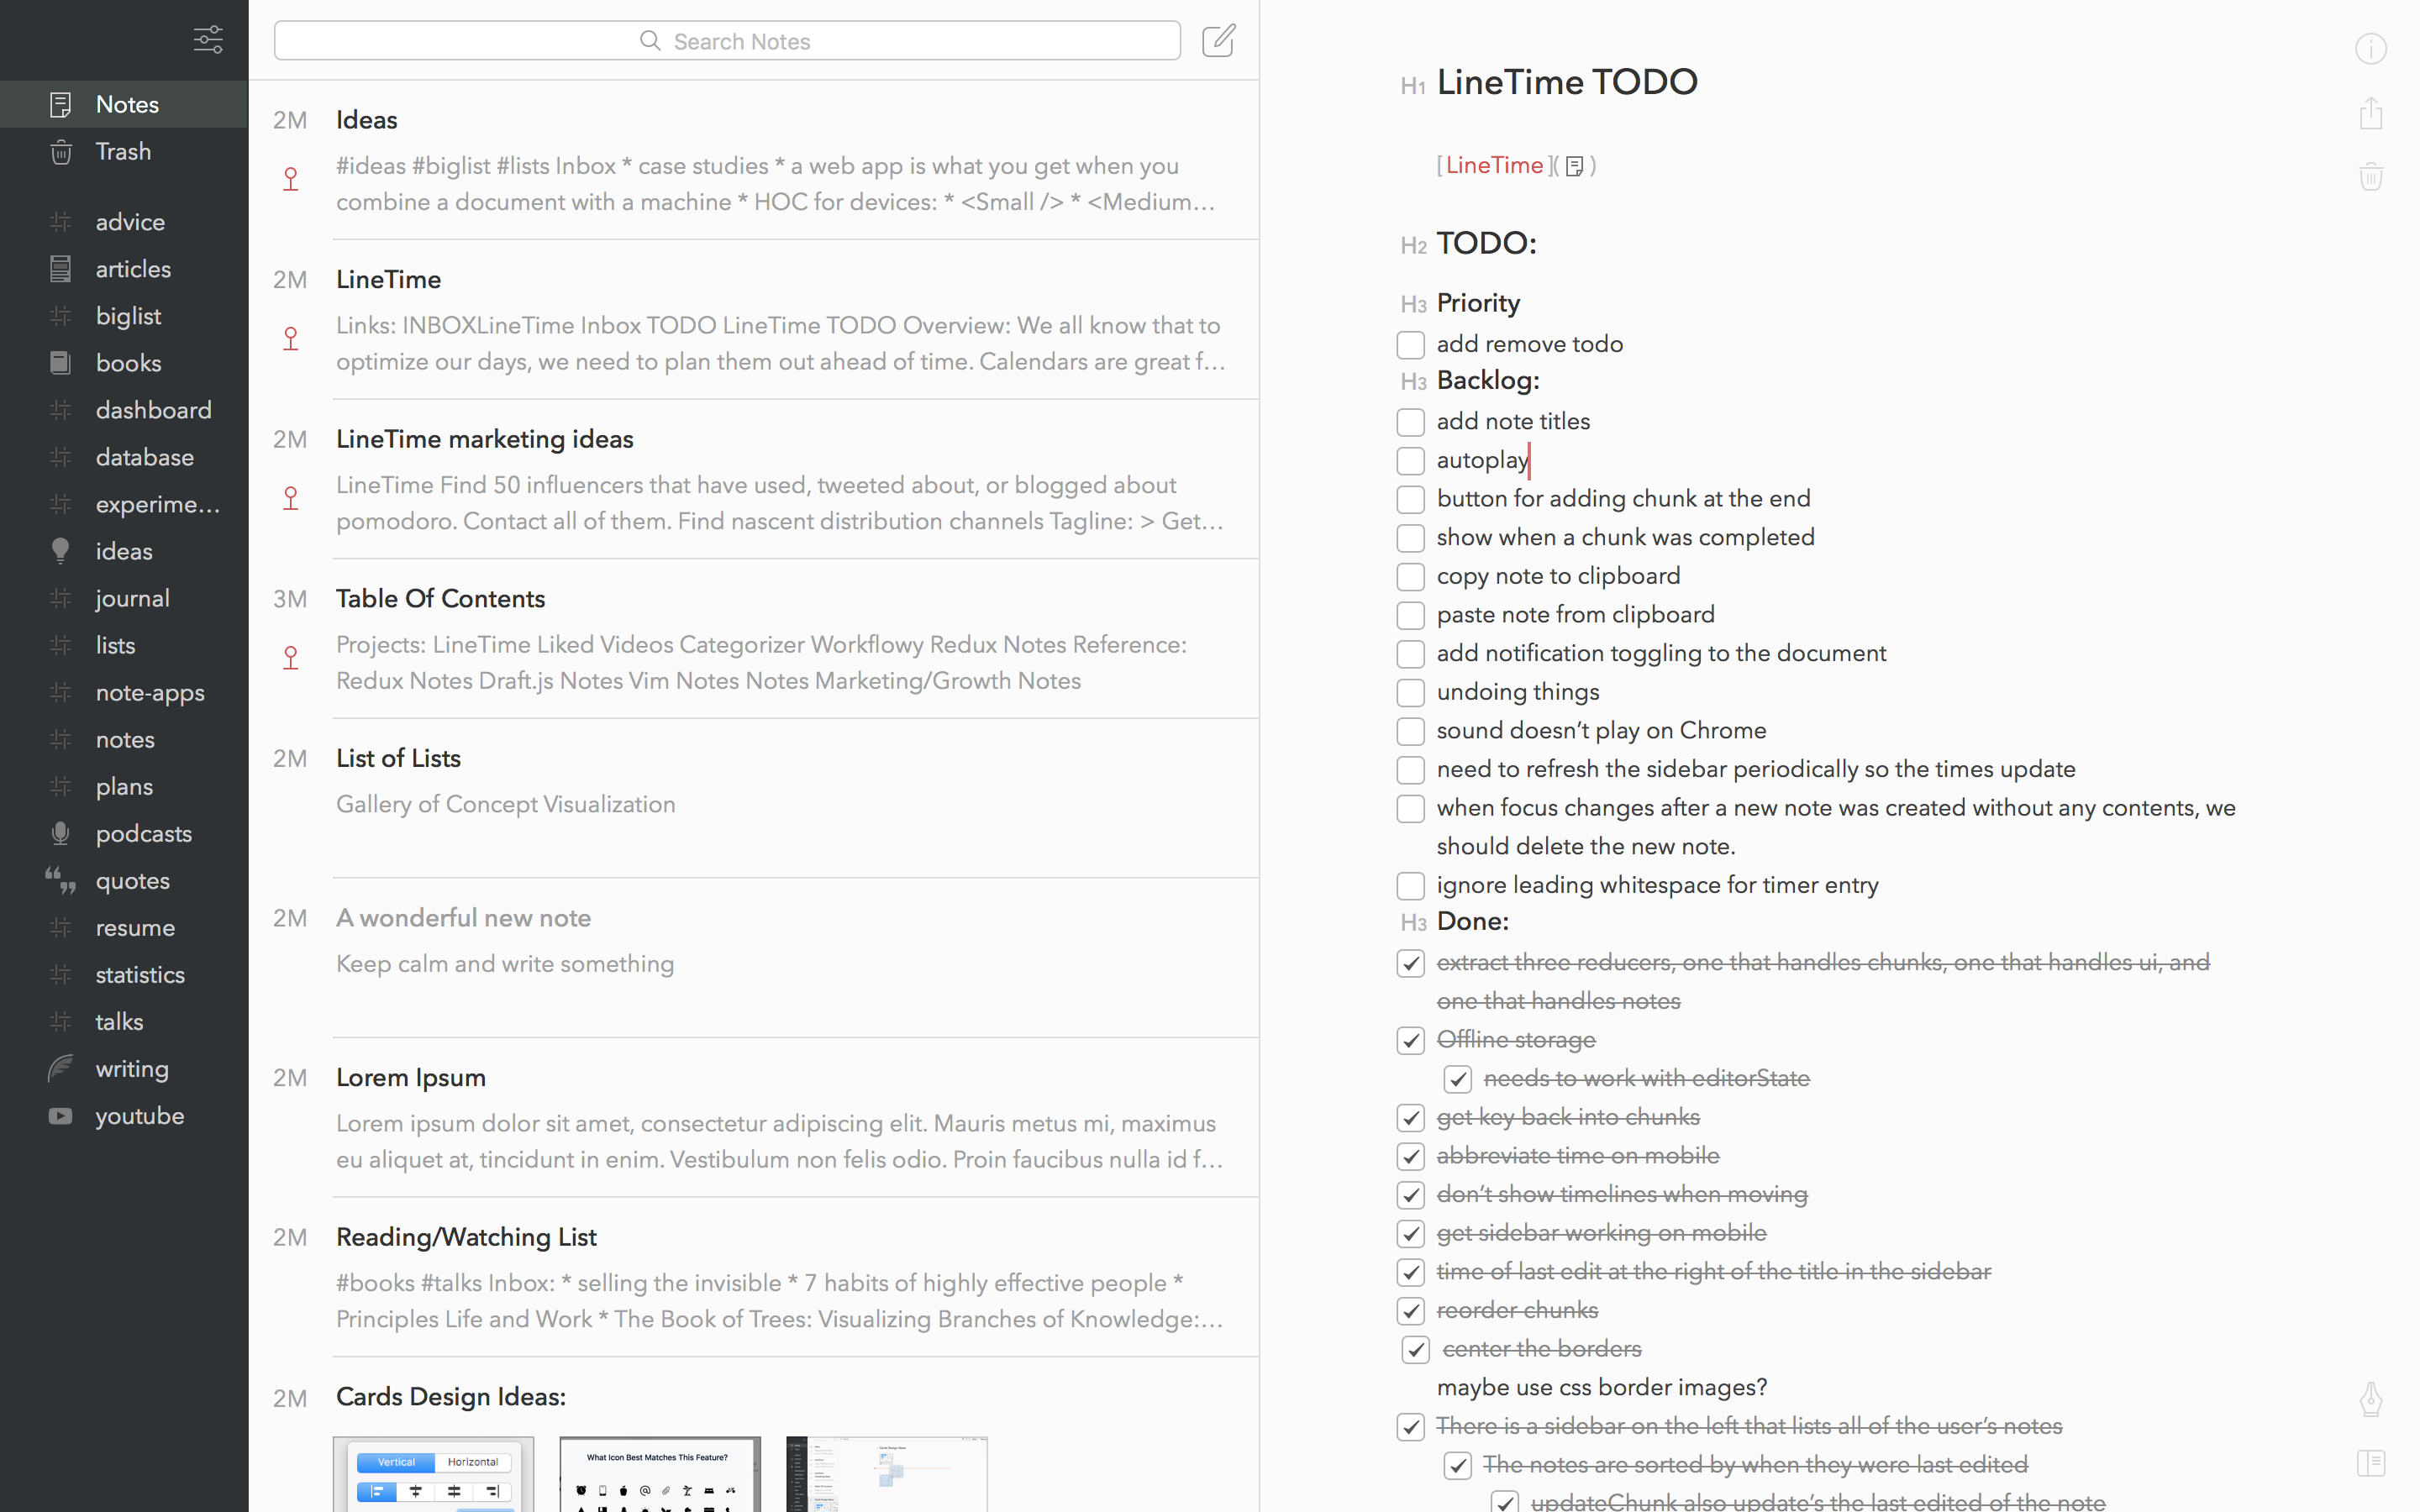 Notes
Trash
advice
articles
biglist
books
dashboard
database
experime…
ideas
journal
lists
note-apps
notes
plans
podcasts
quotes
resume
statistics
talks
writing
youtube
Search Notes
2M Ideas
#ideas #biglist #lists Inbox * case studies * a web app is what you get when you
combine a document with a machine * HOC for devices: * <Small /> * <Medium…
2M LineTime
Links: INBOXLineTime Inbox TODO LineTime TODO Overview: We all know that to
optimize our days, we need to plan them out ahead of time. Calendars are great f…
2M LineTime marketing ideas
LineTime Find 50 influencers that have used, tweeted about, or blogged about
pomodoro. Contact all of them. Find nascent distribution channels Tagline: > Get…
3M Table Of Contents
Projects: LineTime Liked Videos Categorizer Workflowy Redux Notes Reference:
Redux Notes Draft.js Notes Vim Notes Notes Marketing/Growth Notes
2M List of Lists
Gallery of Concept Visualization
2M A wonderful new note
Keep calm and write something
2M Lorem Ipsum
Lorem ipsum dolor sit amet, consectetur adipiscing elit. Mauris metus mi, maximus
eu aliquet at, tincidunt in enim. Vestibulum non felis odio. Proin faucibus nulla id f…
2M Reading/Watching List
#books #talks Inbox: * selling the invisible * 7 habits of highly effective people *
Principles Life and Work * The Book of Trees: Visualizing Branches of Knowledge:…
2M Cards Design Ideas:
Vertical Horizontal
What Icon Best Matches This Feature?
H1 LineTime TODO
[LineTime]( )
H2 TODO:
H3 Priority
add remove todo
H3 Backlog:
add note titles
autoplay
button for adding chunk at the end
show when a chunk was completed
copy note to clipboard
paste note from clipboard
add notification toggling to the document
undoing things
sound doesn’t play on Chrome
need to refresh the sidebar periodically so the times update
when focus changes after a new note was created without any contents, we
should delete the new note.
ignore leading whitespace for timer entry
H3 Done:
extract three reducers, one that handles chunks, one that handles ui, and
one that handles notes
Offline storage
needs to work with editorState
get key back into chunks
abbreviate time on mobile
don’t show timelines when moving
get sidebar working on mobile
time of last edit at the right of the title in the sidebar
reorder chunks
center the borders
maybe use css border images?
There is a sidebar on the left that lists all of the user’s notes
The notes are sorted by when they were last edited
updateChunk also update’s the last edited of the note